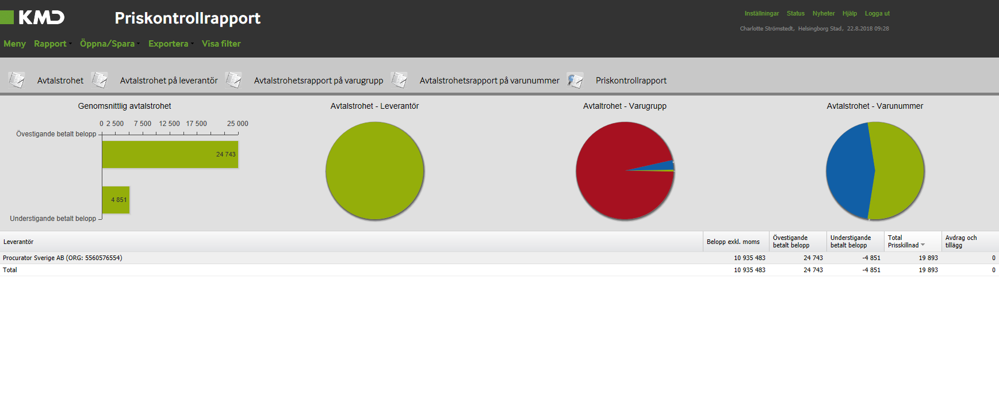 KMD
Priskontrollrapport
Inställningar Status Nyheter Hjälp Logga ut
Charlotte Strömstedt, Helsingborg Stad, 22.8.2018 09:28
Meny Rapport Öppna/Spara Exportera Visa filter
Avtalstrohet Avtalstrohet på leverantör Avtalstrohetsrapport på varugrupp Avtalstrohetsrapport på varunummer Priskontrollrapport
Genomsnittlig avtalstrohet
0 2 500 7 500 12 500 17 500 25 000
Övestigande betalt belopp
24 743
4 851
Understigande betalt belopp
Avtalstrohet - Leverantör
Avtaltrohet - Varugrupp
Avtalstrohet - Varunummer
Leverantör Belopp exkl. moms Övestigande betalt belopp Understigande betalt belopp Total Prisskillnad Avdrag och tillägg
Procurator Sverige AB (ORG: 5560576554) 10 935 483 24 743 -4 851 19 893 0
Total 10 935 483 24 743 -4 851 19 893 0